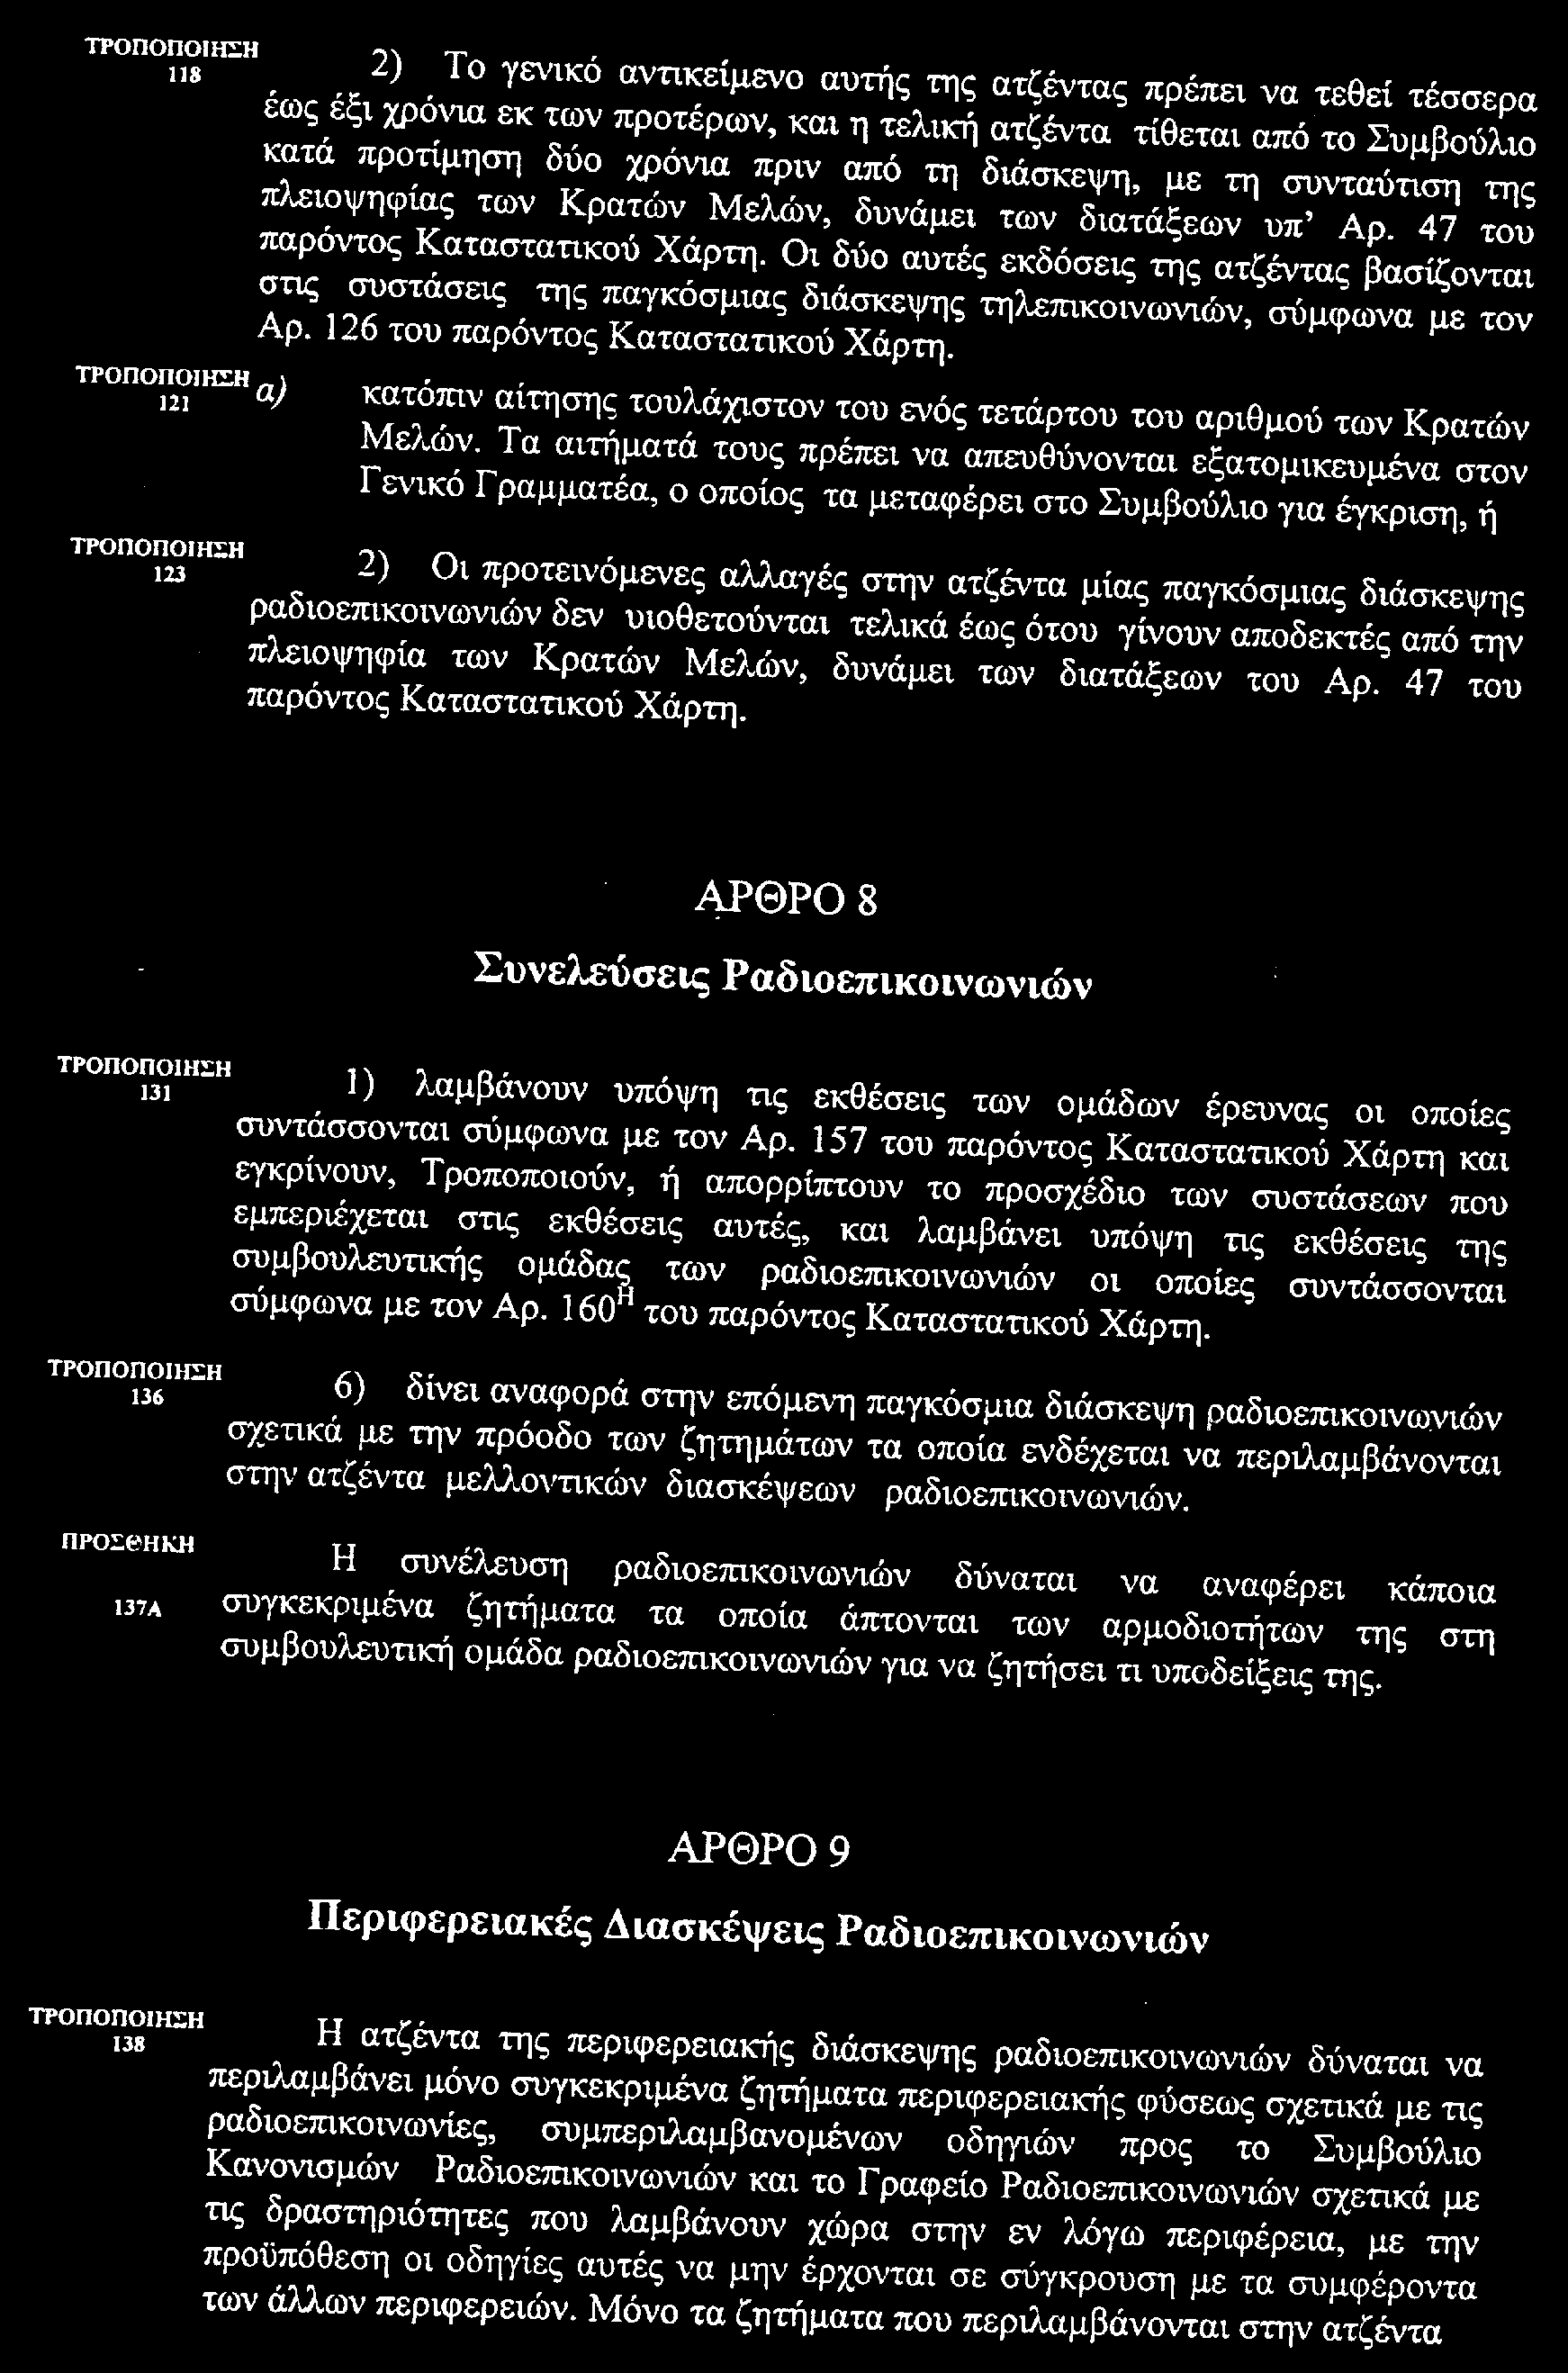 ΤΡΟΠΟΠΟΙΗΣΗ
118
2) Το γενικό αντικείμενο αυτής της ατζέντας πρέπει να τεθεί τέσσερα
έως έξι χρόνια εκ των προτέρων, και η τελική ατζέντα τίθεται από το Συμβούλιο
κατά προτίμηση δύο χρόνια πριν από τη διάσκεψη, με τη συνταύτιση της
πλειοψηφίας των Κρατών Μελών, δυνάμει των διατάξεων υπ’ Αρ. 47 του
παρόντος Καταστατικού Χάρτη. Οι δύο αυτές εκδόσεις της ατζέντας βασίζονται
στις συστάσεις της παγκόσμιας διάσκεψης τηλεπικοινωνιών, σύμφωνα με τον
Αρ. 126 του παρόντος Καταστατικού Χάρτη.
ΤΡΟΠΟΠΟΙΗΣΗ
121
α) κατόπιν αίτησης τουλάχιστον του ενός τετάρτου του αριθμού των Κρατών
Μελών. Τα αιτήματά τους πρέπει να απευθύνονται εξατομικευμένα στον
Γενικό Γραμματέα, ο οποίος τα μεταφέρει στο Συμβούλιο για έγκριση, ή
ΤΡΟΠΟΠΟΙΗΣΗ
123
2) Οι προτεινόμενες αλλαγές στην ατζέντα μίας παγκόσμιας διάσκεψης
ραδιοεπικοινωνιών δεν υιοθετούνται τελικά έως ότου γίνουν αποδεκτές από την
πλειοψηφία των Κρατών Μελών, δυνάμει των διατάξεων του Αρ. 47 του
παρόντος Καταστατικού Χάρτη.
ΑΡΘΡΟ 8
Συνελεύσεις Ραδιοεπικοινωνιών
ΤΡΟΠΟΠΟΙΗΣΗ
131
1) λαμβάνουν υπόψη τις εκθέσεις των ομάδων έρευνας οι οποίες
συντάσσονται σύμφωνα με τον Αρ. 157 του παρόντος Καταστατικού Χάρτη και
εγκρίνουν, Τροποποιούν, ή απορρίπτουν το προσχέδιο των συστάσεων που
εμπεριέχεται στις εκθέσεις αυτές, και λαμβάνει υπόψη τις εκθέσεις της
συμβουλευτικής ομάδας των ραδιοεπικοινωνιών οι οποίες συντάσσονται
σύμφωνα με τον Αρ. 160Η του παρόντος Καταστατικού Χάρτη.
ΤΡΟΠΟΠΟΙΗΣΗ
136
6) δίνει αναφορά στην επόμενη παγκόσμια διάσκεψη ραδιοεπικοινωνιών
σχετικά με την πρόοδο των ζητημάτων τα οποία ενδέχεται να περιλαμβάνονται
στην ατζέντα μελλοντικών διασκέψεων ραδιοεπικοινωνιών.
ΠΡΟΣΘΗΚΗ
137Α
Η συνέλευση ραδιοεπικοινωνιών δύναται να αναφέρει κάποια
συγκεκριμένα ζητήματα τα οποία άπτονται των αρμοδιοτήτων της στη
συμβουλευτική ομάδα ραδιοεπικοινωνιών για να ζητήσει τι υποδείξεις της.
ΑΡΘΡΟ 9
Περιφερειακές Διασκέψεις Ραδιοεπικοινωνιών
ΤΡΟΠΟΠΟΙΗΣΗ
138
Η ατζέντα της περιφερειακής διάσκεψης ραδιοεπικοινωνιών δύναται να
περιλαμβάνει μόνο συγκεκριμένα ζητήματα περιφερειακής φύσεως σχετικά με τις
ραδιοεπικοινωνίες, συμπεριλαμβανομένων οδηγιών προς το Συμβούλιο
Κανονισμών Ραδιοεπικοινωνιών και το Γραφείο Ραδιοεπικοινωνιών σχετικά με
τις δραστηριότητες που λαμβάνουν χώρα στην εν λόγω περιφέρεια, με την
προϋπόθεση οι οδηγίες αυτές να μην έρχονται σε σύγκρουση με τα συμφέροντα
των άλλων περιφερειών. Μόνο τα ζητήματα που περιλαμβάνονται στην ατζέντα